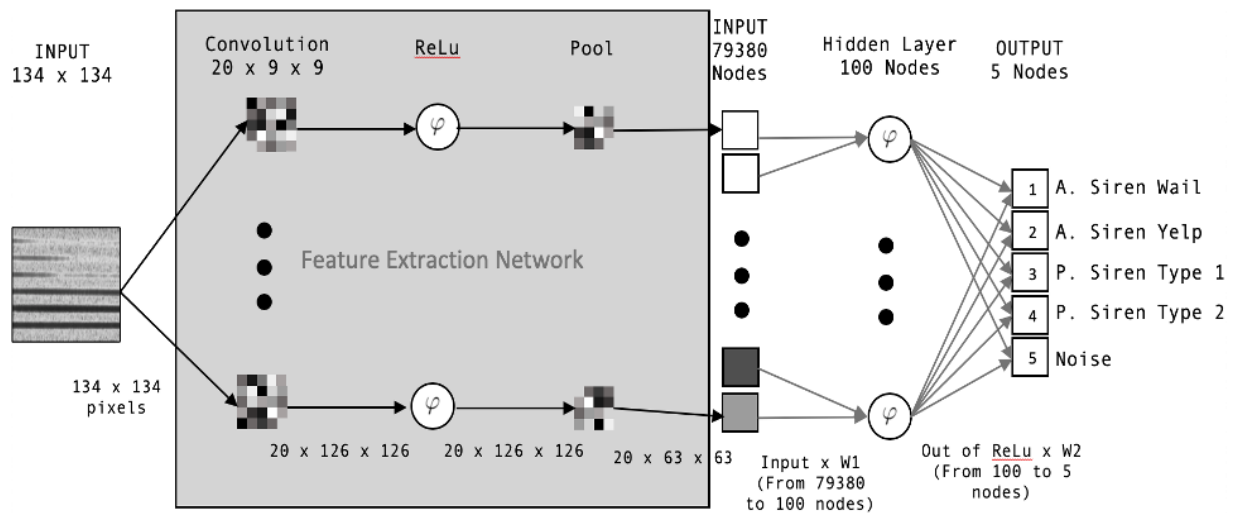 INPUT
134 x 134
Convolution
20 x 9 x 9
ReLu
Pool
INPUT
79380
Nodes
Hidden Layer
100 Nodes
OUTPUT
5 Nodes
φ
φ
1 A. Siren Wail
2 A. Siren Yelp
3 P. Siren Type 1
4 P. Siren Type 2
5 Noise
Feature Extraction Network
134 x 134
pixels
φ
φ
20 x 126 x 126
20 x 126 x 126
20 x 63 x 63
Input x W1
(From 79380
to 100 nodes)
Out of ReLu x W2
(From 100 to 5
nodes)